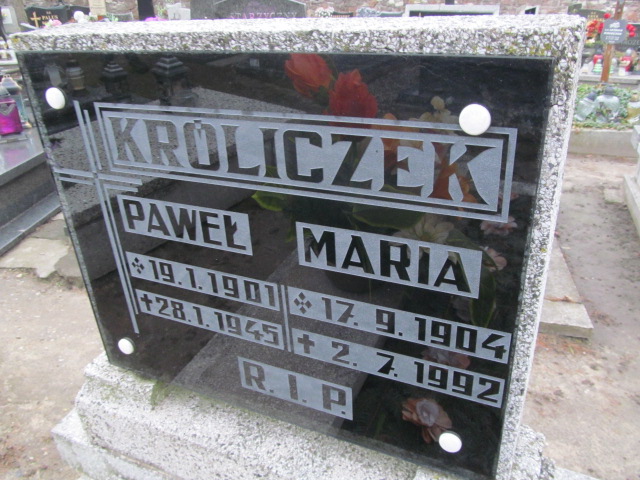 KRÓLICZEK
PAWEŁ MARIA
19.1.1901 17.9.1904
+28.1.1945 + 2.7.1992
R.I.P.